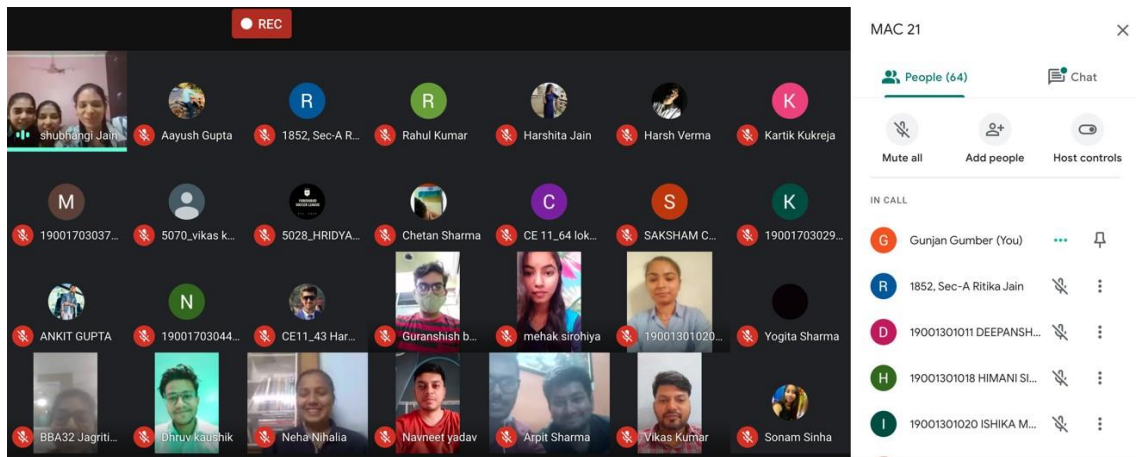 REC
MAC 21
People (64)
Chat
Mute all
Add people
Host controls
IN CALL
Gunjan Gumber (You)
1852, Sec-A Ritika Jain
19001301011 DEEPANSH...
19001301018 HIMANI SI...
19001301020 ISHIKA M...
G
R
D
H
I
shubhangi Jain
Aayush Gupta
R
1852, Sec-A R...
R
Rahul Kumar
Harshita Jain
Harsh Verma
K
Kartik Kukreja
M
19001703037...
5070_vikas k...
5028_HRIDYA...
Chetan Sharma
C
CE 11_64 lok...
S
SAKSHAM C...
K
19001703029...
ANKIT GUPTA
N
19001703044...
CE11_43 Har...
Guranshish b...
mehak sirohiya
19001301020...
Yogita Sharma
BBA32 Jagriti...
Dhruv kaushik
Neha Nihalia
Navneet yadav
Arpit Sharma
Vikas Kumar
Sonam Sinha